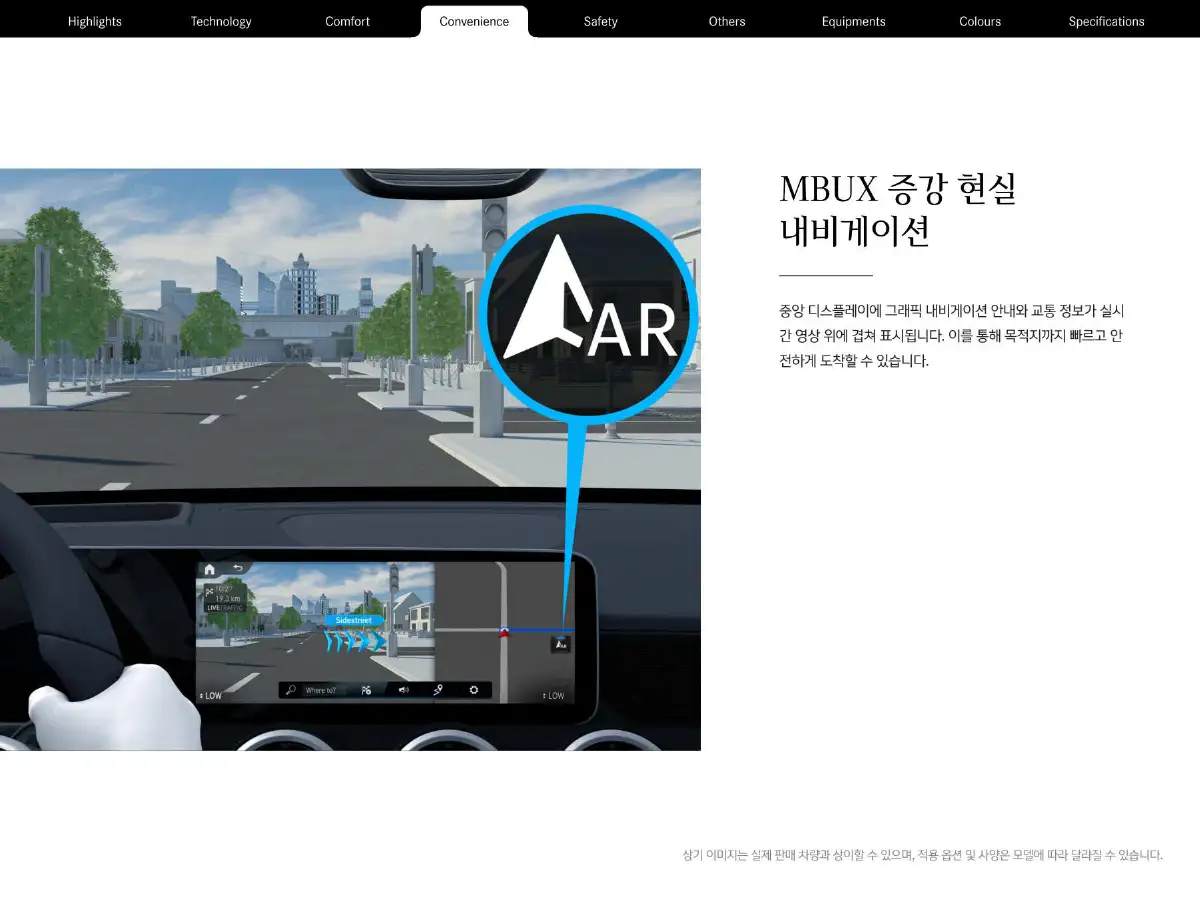 Highlights
Technology
Comfort
Convenience
Safety
Others
Equipments
Colours
Specifications
MBUX 증강 현실
내비게이션
중앙 디스플레이에 그래픽 내비게이션 안내와 교통 정보가 실시
간 영상 위에 겹쳐 표시됩니다. 이를 통해 목적지까지 빠르고 안
전하게 도착할 수 있습니다.
AR
10:27
19.3 km
LIVE TRAFFIC
Sidestreet
AR
LOW
Where to?
LOW
상기 이미지는 실제 판매 차량과 상이할 수 있으며, 적용 옵션 및 사양은 모델에 따라 달라질 수 있습니다.